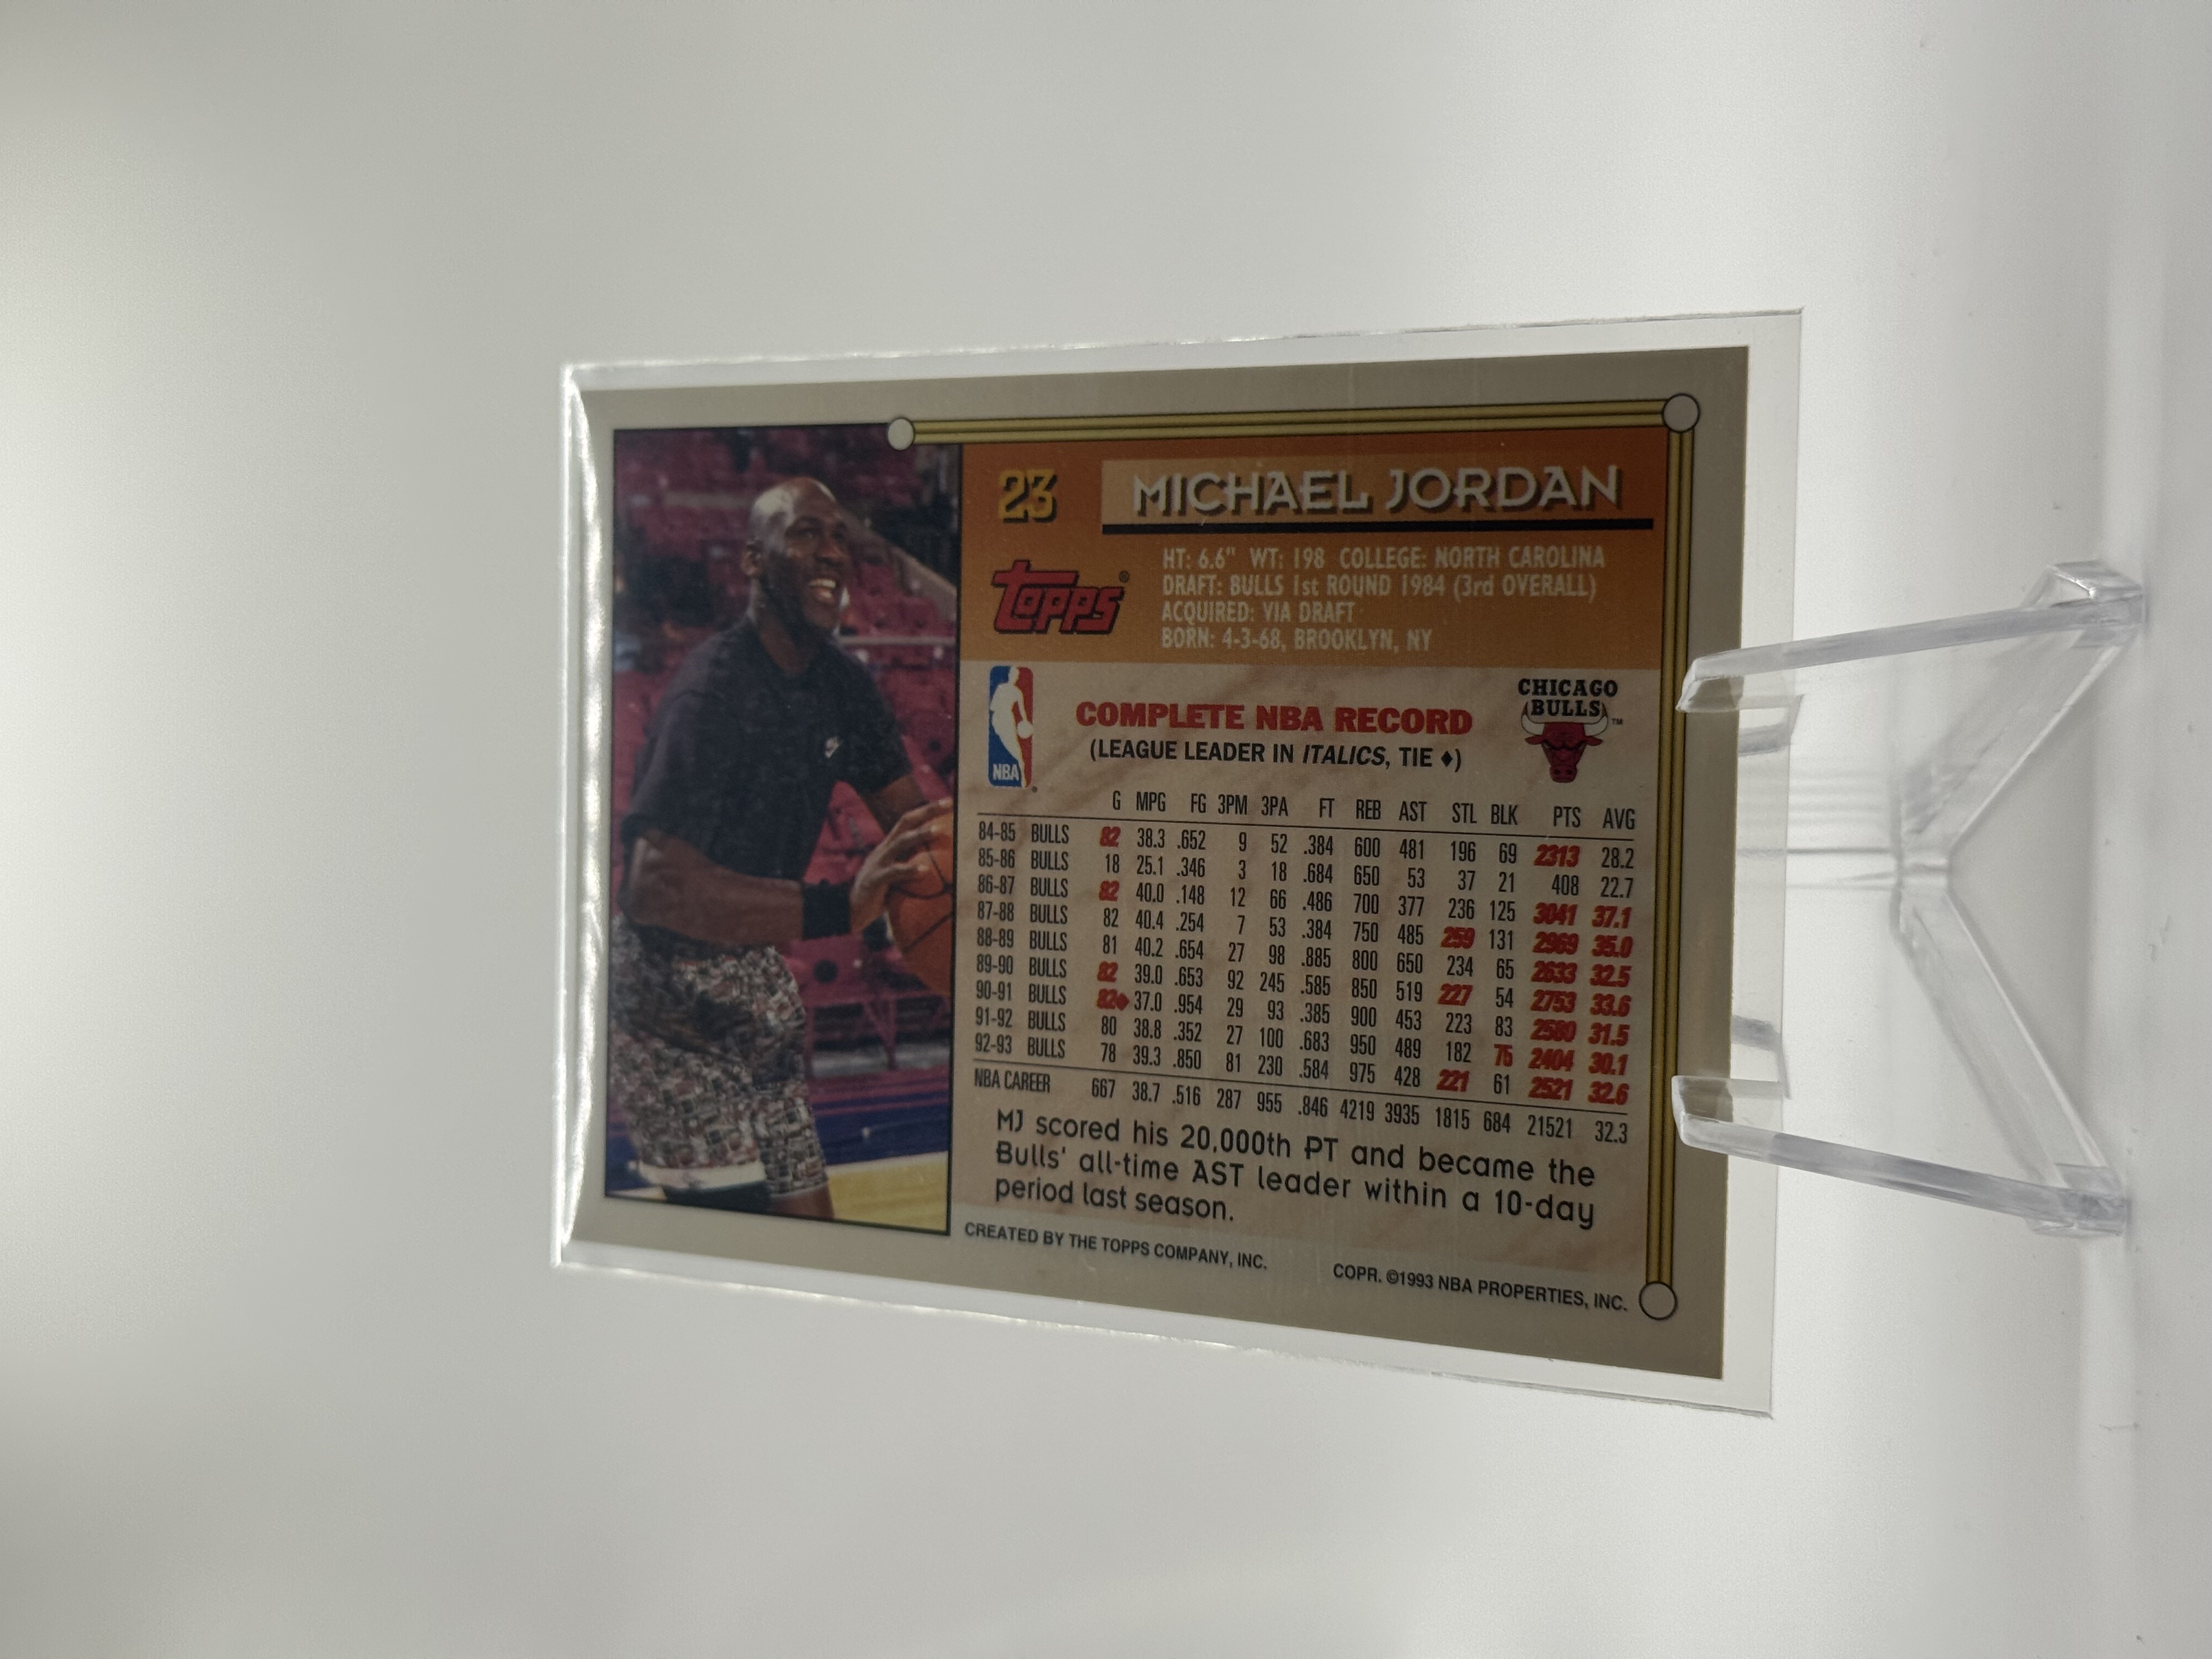 23 MICHAEL JORDAN
Topps®
HT: 6.6" WT: 198 COLLEGE: NORTH CAROLINA
DRAFT: BULLS 1st ROUND 1984 (3rd OVERALL)
ACQUIRED: VIA DRAFT
BORN: 4-3-68, BROOKLYN, NY
NBA
COMPLETE NBA RECORD
(LEAGUE LEADER IN ITALICS, TIE ♦)
CHICAGO
BULLS™
G MPG FG 3PM 3PA FT REB AST STL BLK PTS AVG
84-85 BULLS 82 38.3 .652 9 52 .384 600 481 196 69 2313 28.2
85-86 BULLS 18 25.1 .346 3 18 .684 650 53 37 21 408 22.7
86-87 BULLS 82 40.0 .148 12 66 .486 700 377 236 125 3041 37.1
87-88 BULLS 82 40.4 .254 7 53 .384 750 485 259 131 2969 35.0
88-89 BULLS 81 40.2 .654 27 98 .885 800 650 234 65 2633 32.5
89-90 BULLS 82 39.0 .653 92 245 .585 850 519 227 54 2753 33.6
90-91 BULLS 82♦ 37.0 .954 29 93 .385 900 453 223 83 2580 31.5
91-92 BULLS 80 38.8 .352 27 100 .683 950 489 182 75 2404 30.1
92-93 BULLS 78 39.3 .850 81 230 .584 975 428 221 61 2521 32.6
NBA CAREER 667 38.7 .516 287 955 .846 4219 3935 1815 684 21521 32.3
MJ scored his 20,000th PT and became the
Bulls' all-time AST leader within a 10-day
period last season.
CREATED BY THE TOPPS COMPANY, INC. COPR. ©1993 NBA PROPERTIES, INC.